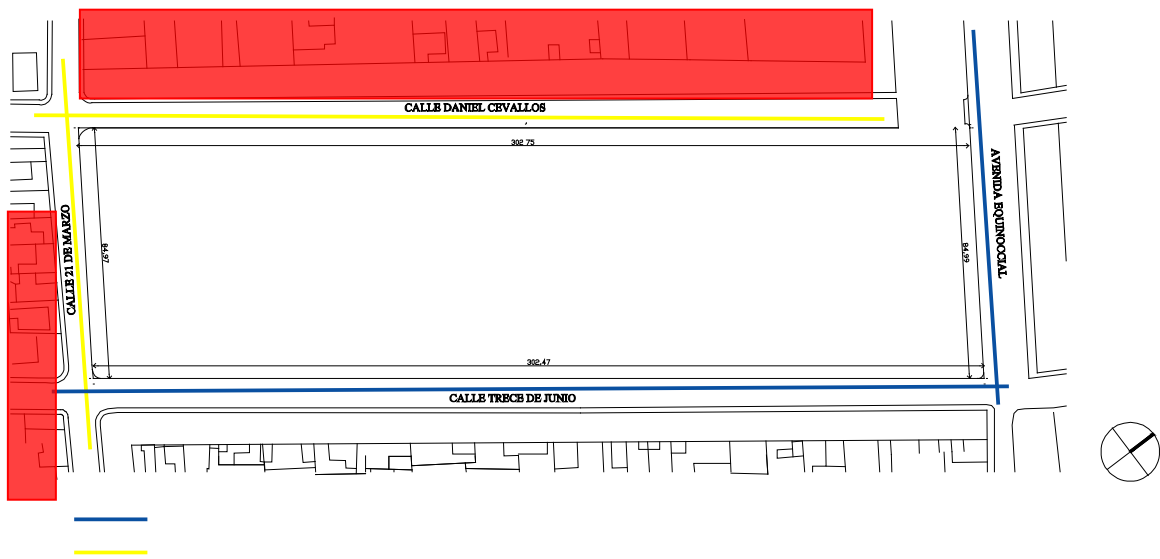 CALLE DANIEL CEVALLOS
302.75
AVENIDA EQUINOCCIAL
CALLE 21 DE MARZO
84.97
84.99
302.47
CALLE TRECE DE JUNIO